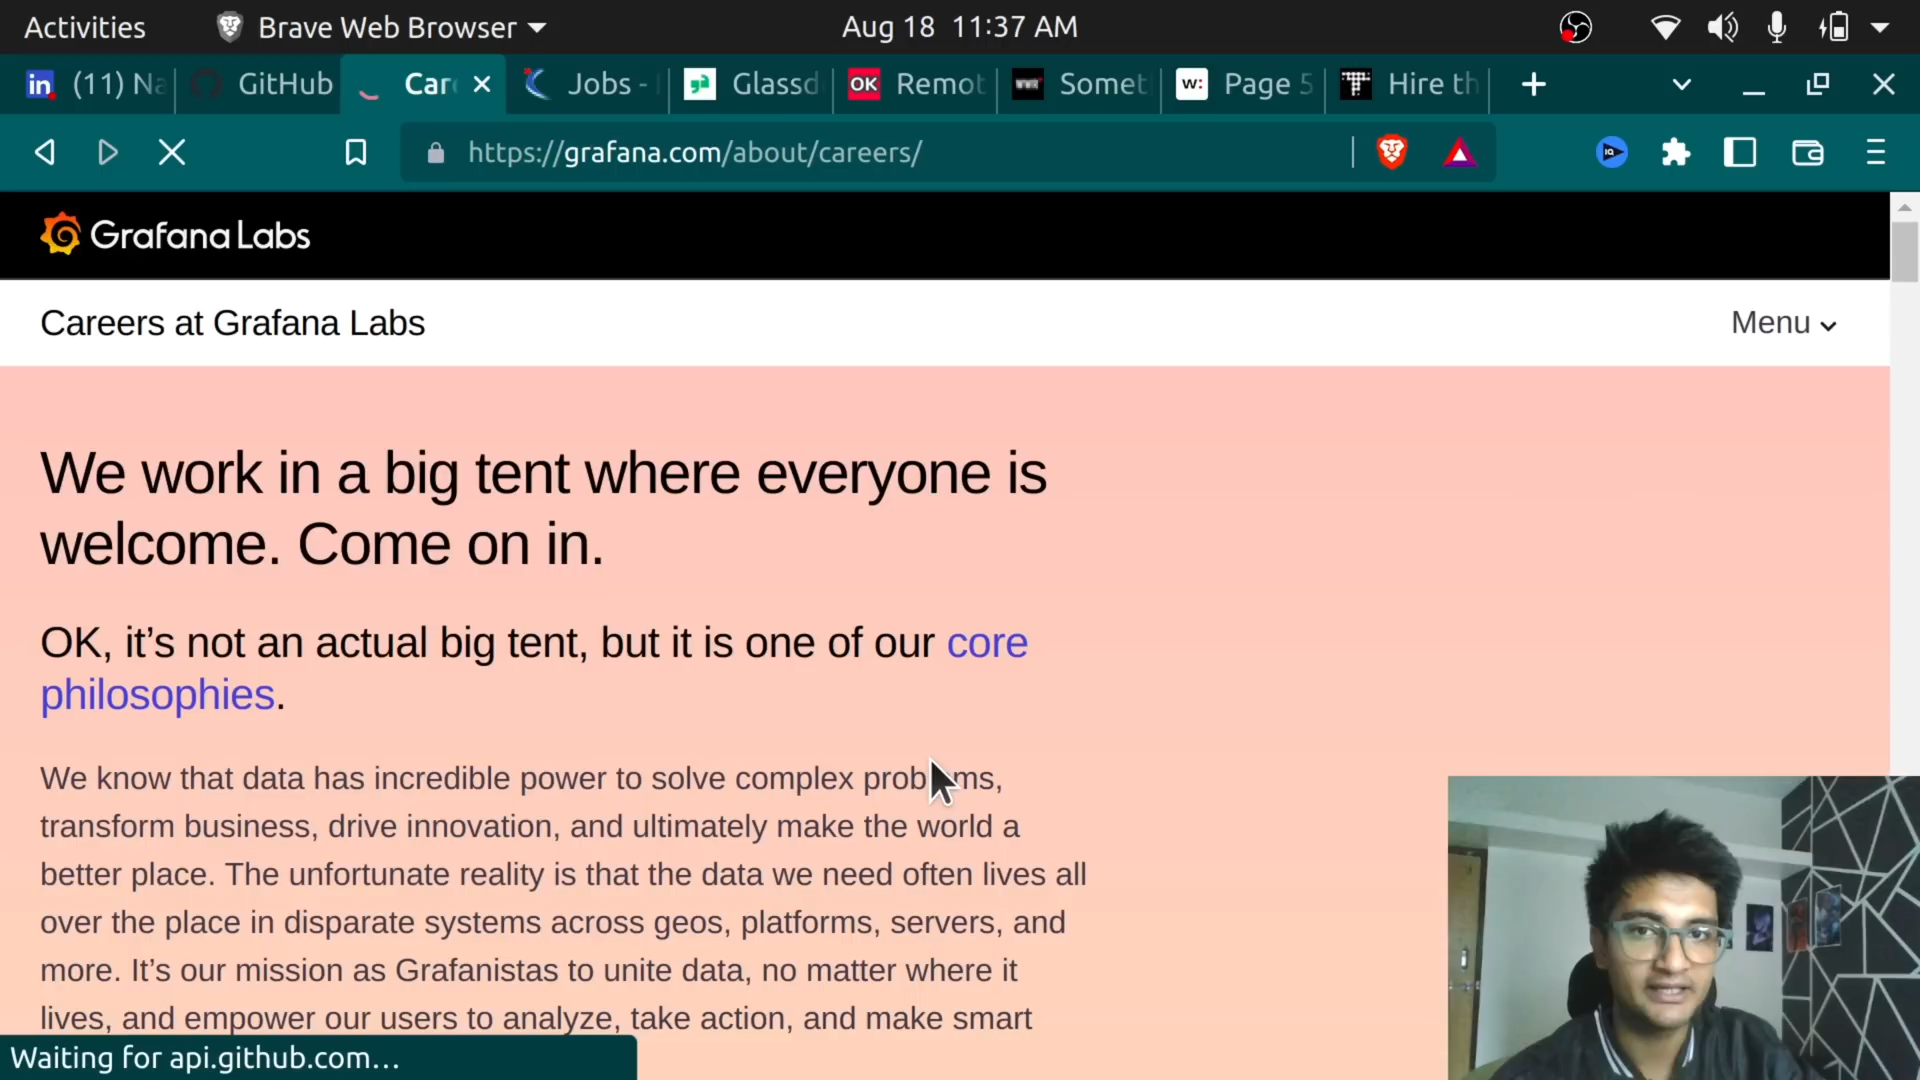 Activities
Brave Web Browser
Aug 18 11:37 AM
in (11) Na
GitHub
Car
Jobs -
Glassd
OK Remot
Somet
w: Page 5
Hire th
https://grafana.com/about/careers/
Grafana Labs
Careers at Grafana Labs
Menu
We work in a big tent where everyone is
welcome. Come on in.
OK, it’s not an actual big tent, but it is one of our core
philosophies.
We know that data has incredible power to solve complex problems,
transform business, drive innovation, and ultimately make the world a
better place. The unfortunate reality is that the data we need often lives all
over the place in disparate systems across geos, platforms, servers, and
more. It’s our mission as Grafanistas to unite data, no matter where it
lives, and empower our users to analyze, take action, and make smart
Waiting for api.github.com...